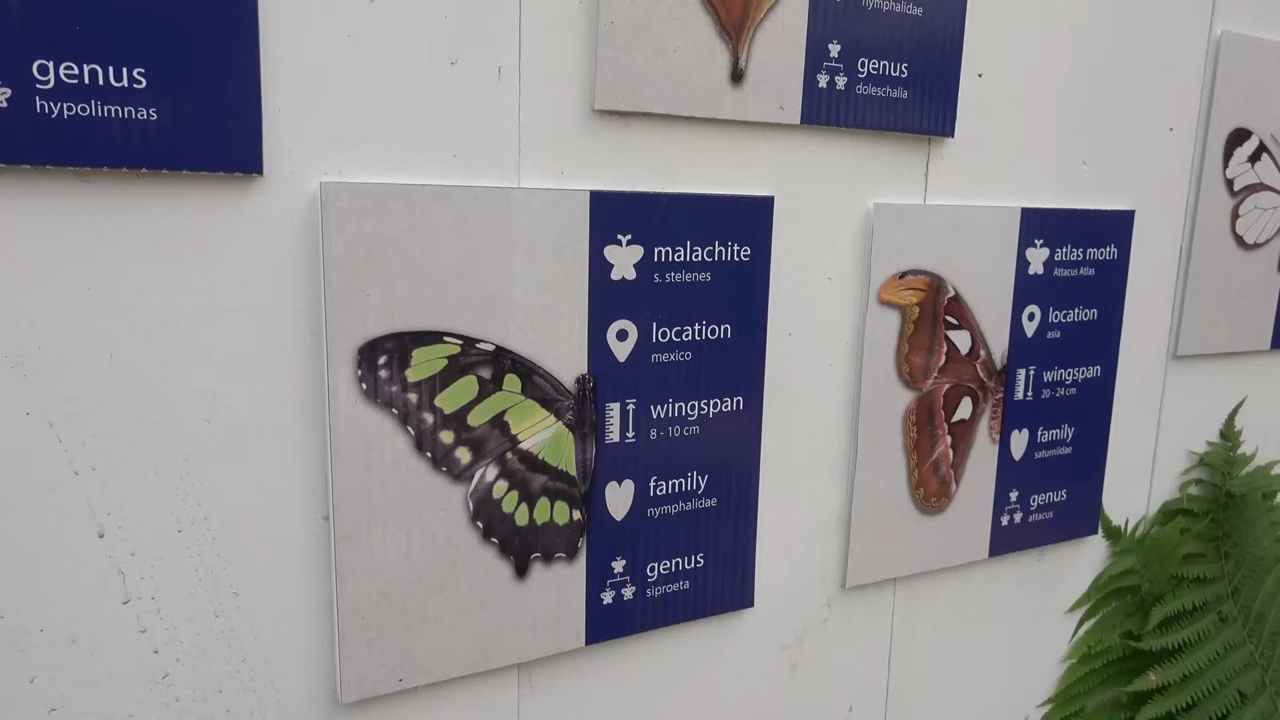 genus
hypolimnas
nymphalidae
genus
doleschalia
malachite
s. stelenes
location
mexico
wingspan
8 - 10 cm
family
nymphalidae
genus
siproeta
atlas moth
Attacus Atlas
location
asia
wingspan
20 - 24 cm
family
saturniidae
genus
attacus